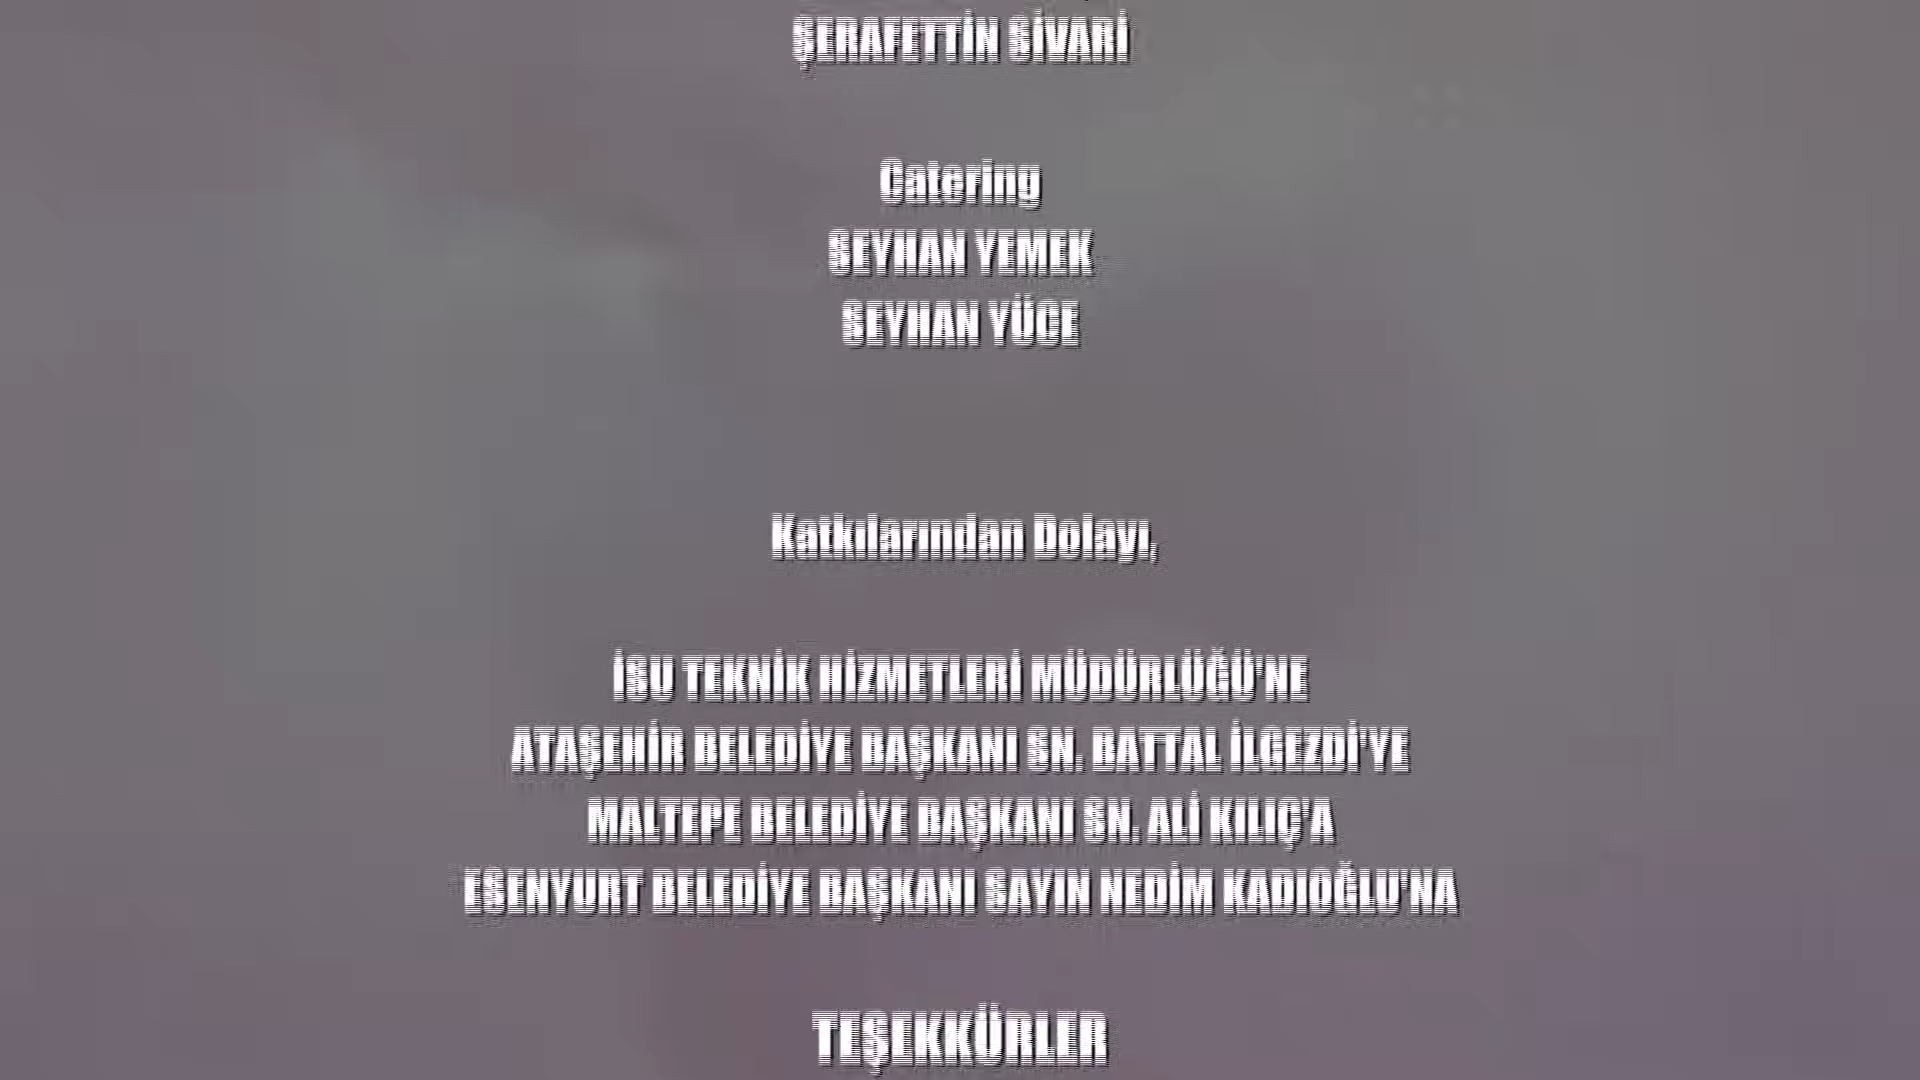 ŞERAFETTİN SİVARİ
Catering
SEYHAN YEMEK
SEYHAN YÜCE
Katkılarından Dolayı,
İSU TEKNİK HİZMETLERİ MÜDÜRLÜĞÜ'NE
ATAŞEHİR BELEDİYE BAŞKANI SN. BATTAL İLGEZDİ'YE
MALTEPE BELEDİYE BAŞKANI SN. ALİ KILIÇ'A
ESENYURT BELEDİYE BAŞKANI SAYIN NEDİM KADIOĞLU'NA
TEŞEKKÜRLER